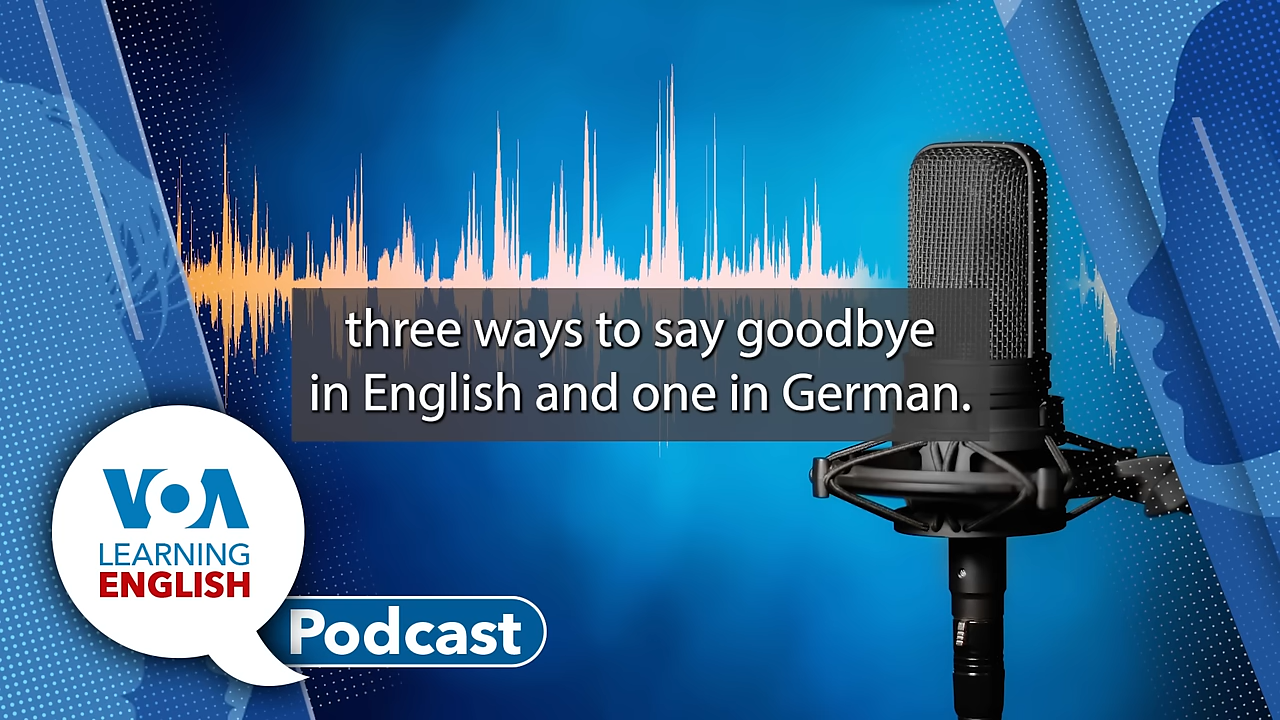 three ways to say goodbye
in English and one in German.
VOA
LEARNING
ENGLISH
Podcast